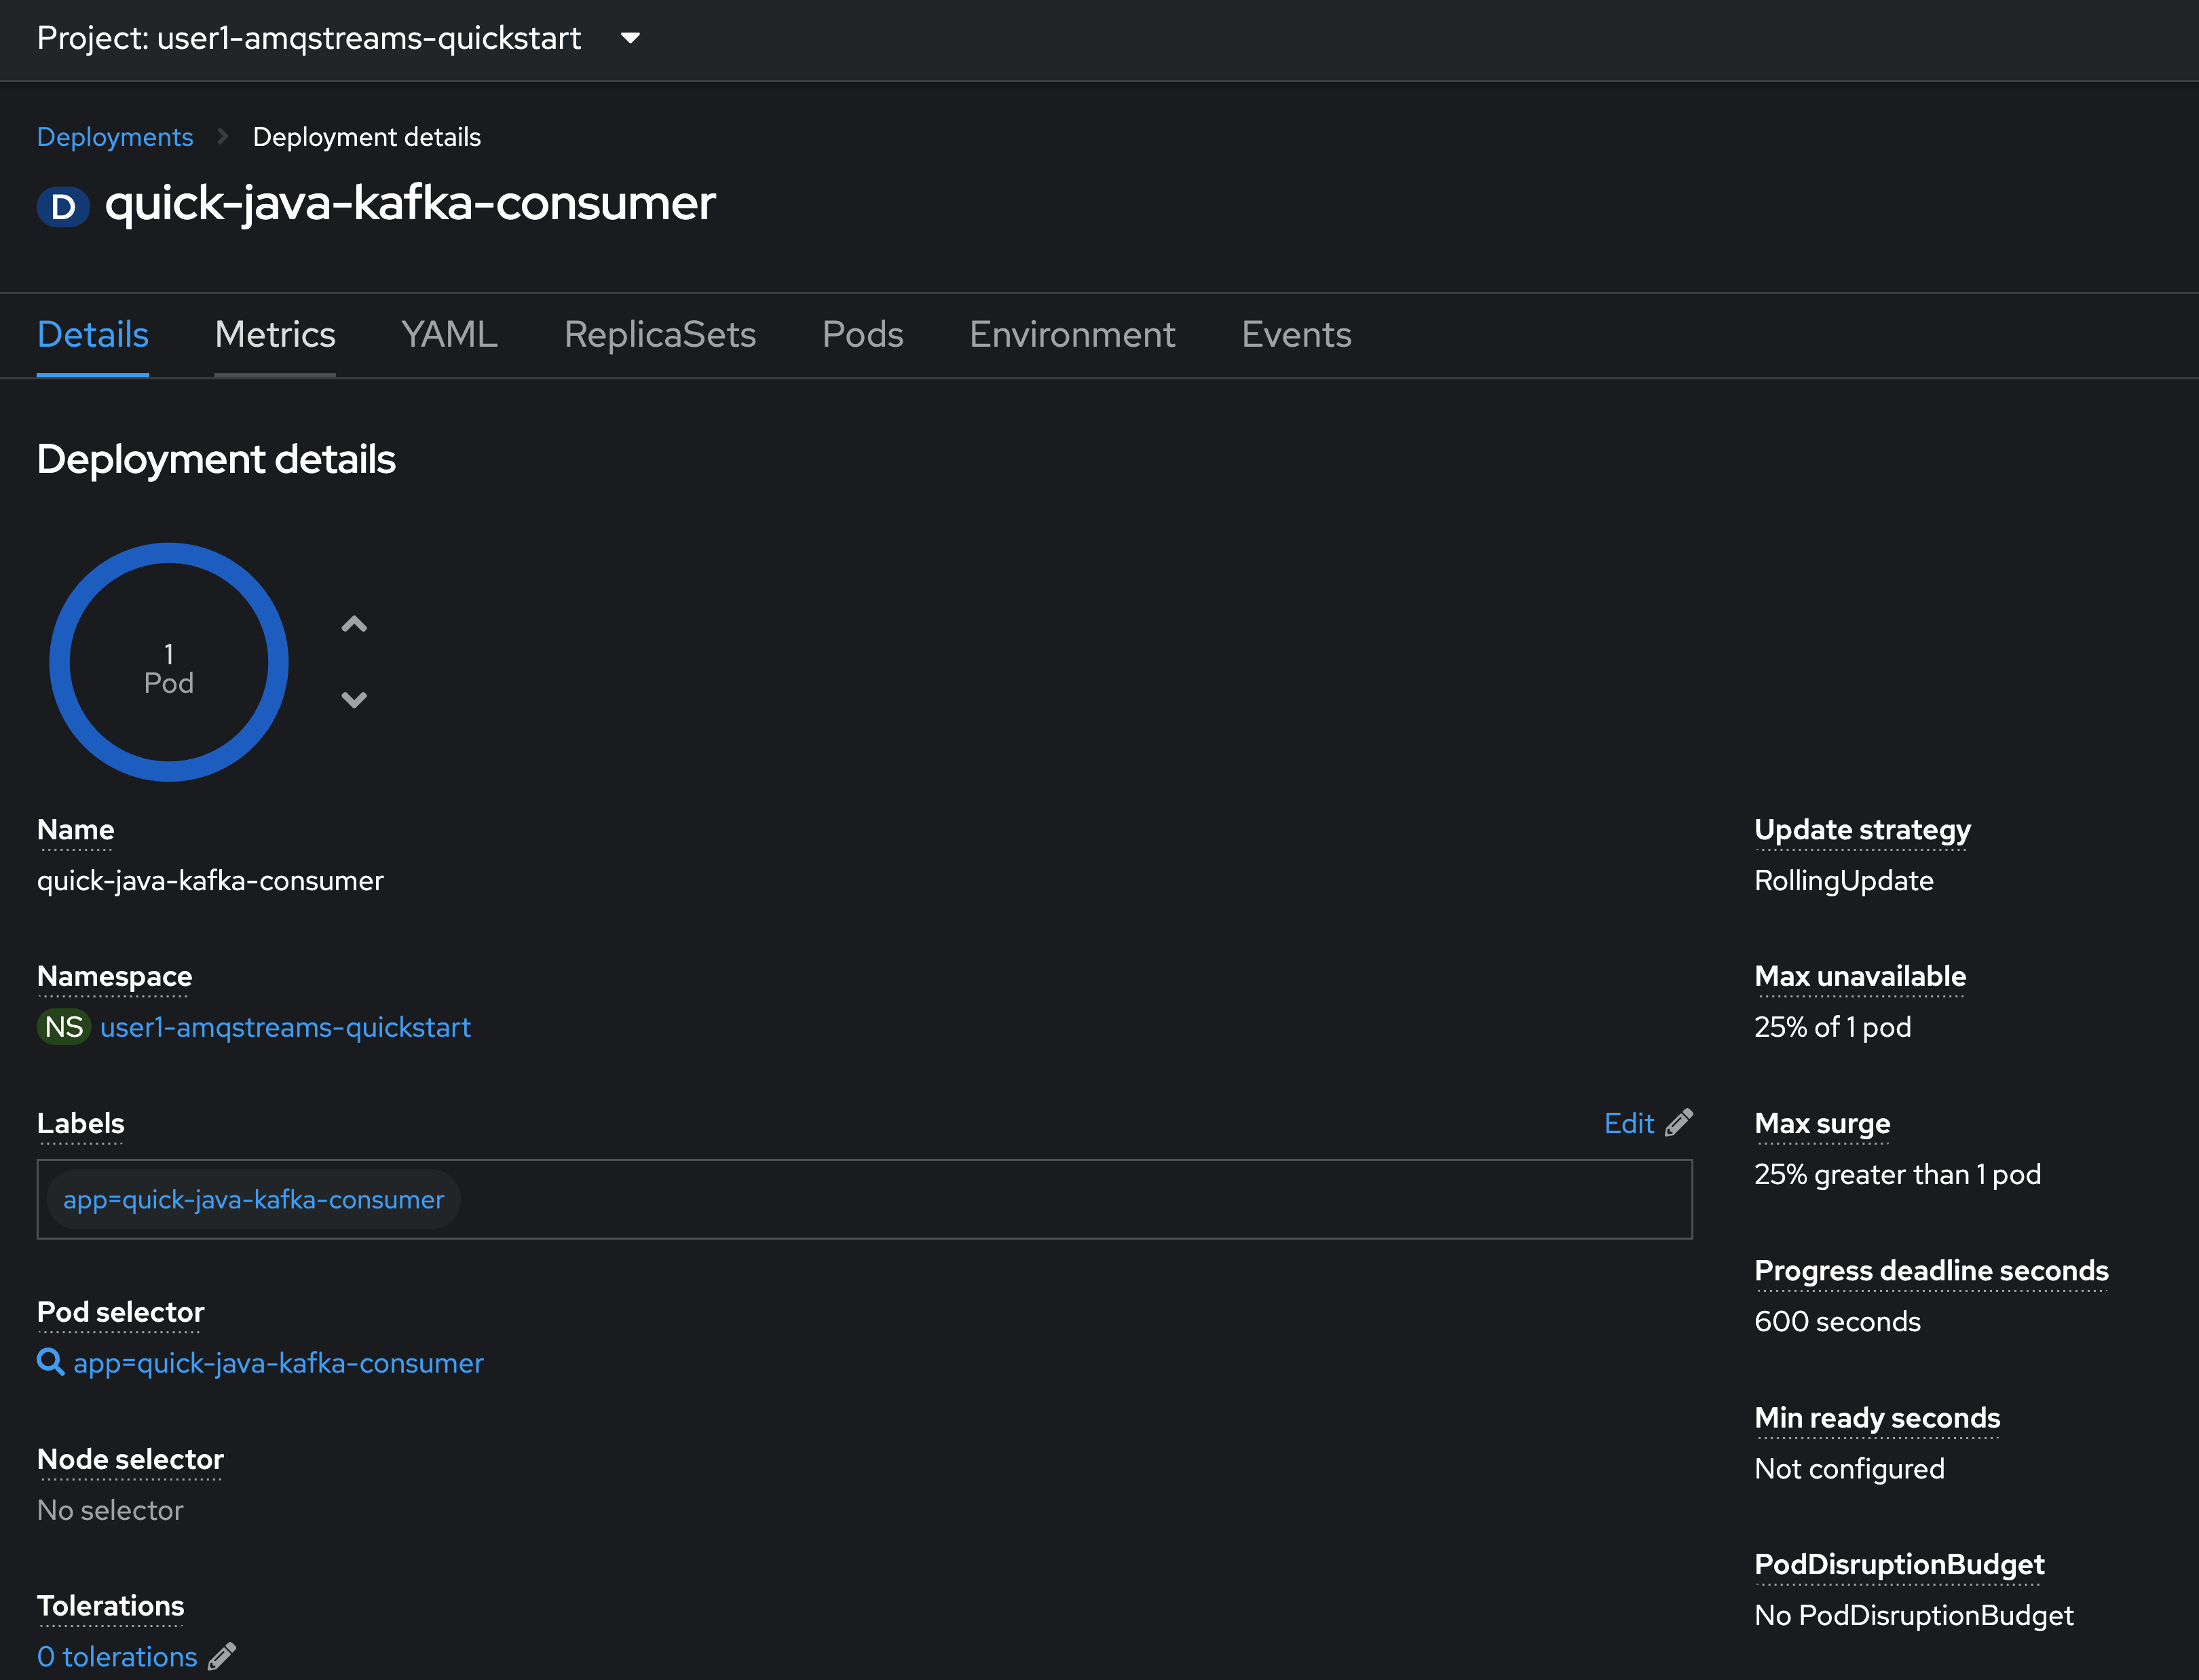 Project: user1-amqstreams-quickstart
Deployments > Deployment details
D quick-java-kafka-consumer
Details Metrics YAML ReplicaSets Pods Environment Events
Deployment details
1
Pod
Name
quick-java-kafka-consumer
Namespace
NS user1-amqstreams-quickstart
Labels Edit
app=quick-java-kafka-consumer
Pod selector
app=quick-java-kafka-consumer
Node selector
No selector
Tolerations
0 tolerations
Update strategy
RollingUpdate
Max unavailable
25% of 1 pod
Max surge
25% greater than 1 pod
Progress deadline seconds
600 seconds
Min ready seconds
Not configured
PodDisruptionBudget
No PodDisruptionBudget